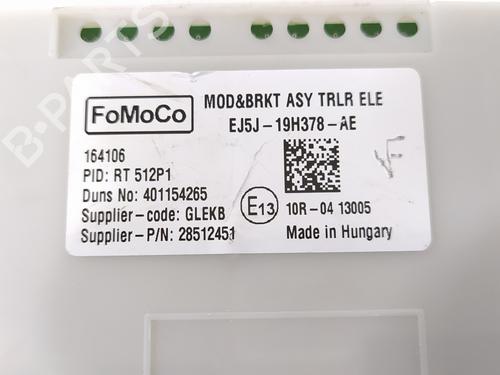 B-PARTS
FoMoCo
MOD&BRKT ASY TRLR ELE
EJ5J-19H378-AE
164106
PID: RT 512P1
Duns No: 401154265
Supplier-code: GLEKB
Supplier-P/N: 28512451
E13
10R-04 13005
Made in Hungary